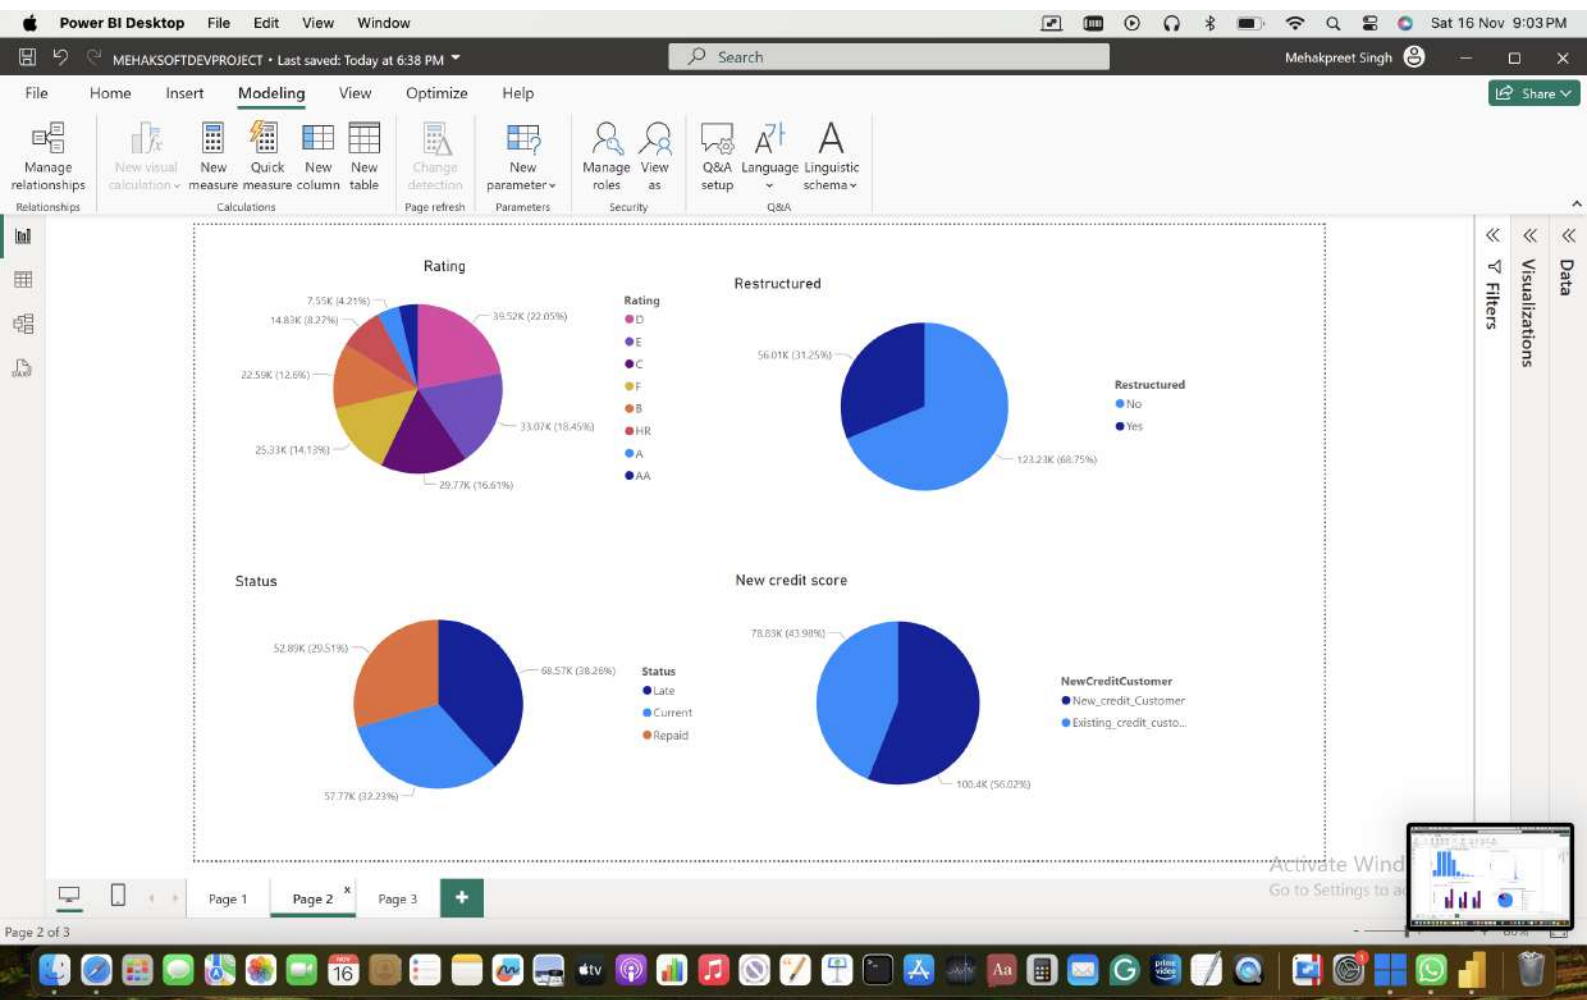 Power BI Desktop File Edit View Window Sat 16 Nov 9:03 PM
MEHAKSOFTDEVPROJECT • Last saved: Today at 6:38 PM Search Mehakpreet Singh
File Home Insert Modeling View Optimize Help Share
Manage relationships
New visual calculation
New measure
Quick measure
New column
New table
Change detection
New parameter
Manage roles
View as
Q&A setup
Language
Linguistic schema
Relationships Calculations Page refresh Parameters Security Q&A
Rating
7.55K (4.21%)
14.83K (8.27%)
22.59K (12.6%)
25.33K (14.13%)
39.52K (22.05%)
33.07K (18.45%)
29.77K (16.61%)
Rating
D
E
C
F
B
HR
A
AA
Restructured
56.01K (31.25%)
123.23K (68.75%)
Restructured
No
Yes
Status
52.89K (29.51%)
68.57K (38.26%)
57.77K (32.23%)
Status
Late
Current
Repaid
New credit score
78.83K (43.98%)
100.4K (56.02%)
NewCreditCustomer
New_credit_Customer
Existing_credit_custo...
Filters
Visualizations
Data
Activate Wind
Go to Settings to a
Page 1 Page 2 x Page 3 +
Page 2 of 3
NOV
16
tv
Aa
prime video